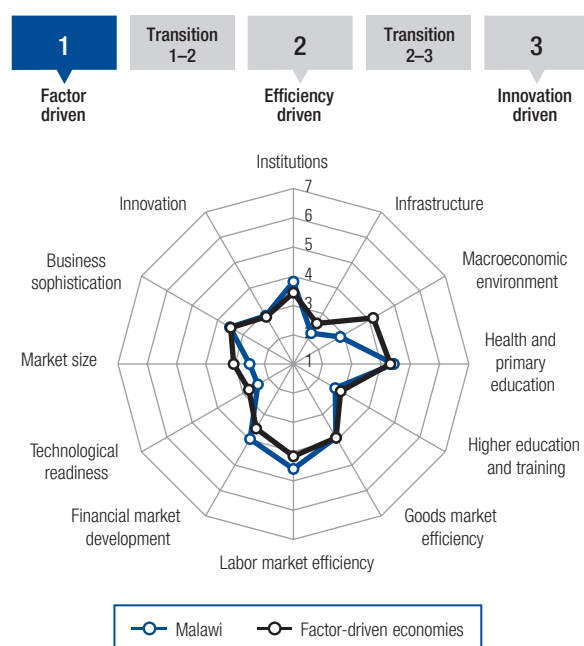 1
Transition
1–2
2
Transition
2–3
3
Factor
driven
Efficiency
driven
Innovation
driven
Institutions
7
6
5
4
3
1
Infrastructure
Macroeconomic
environment
Health and
primary
education
Higher education
and training
Goods market
efficiency
Labor market efficiency
Financial market
development
Technological
readiness
Market size
Business
sophistication
Innovation
Malawi
Factor-driven economies